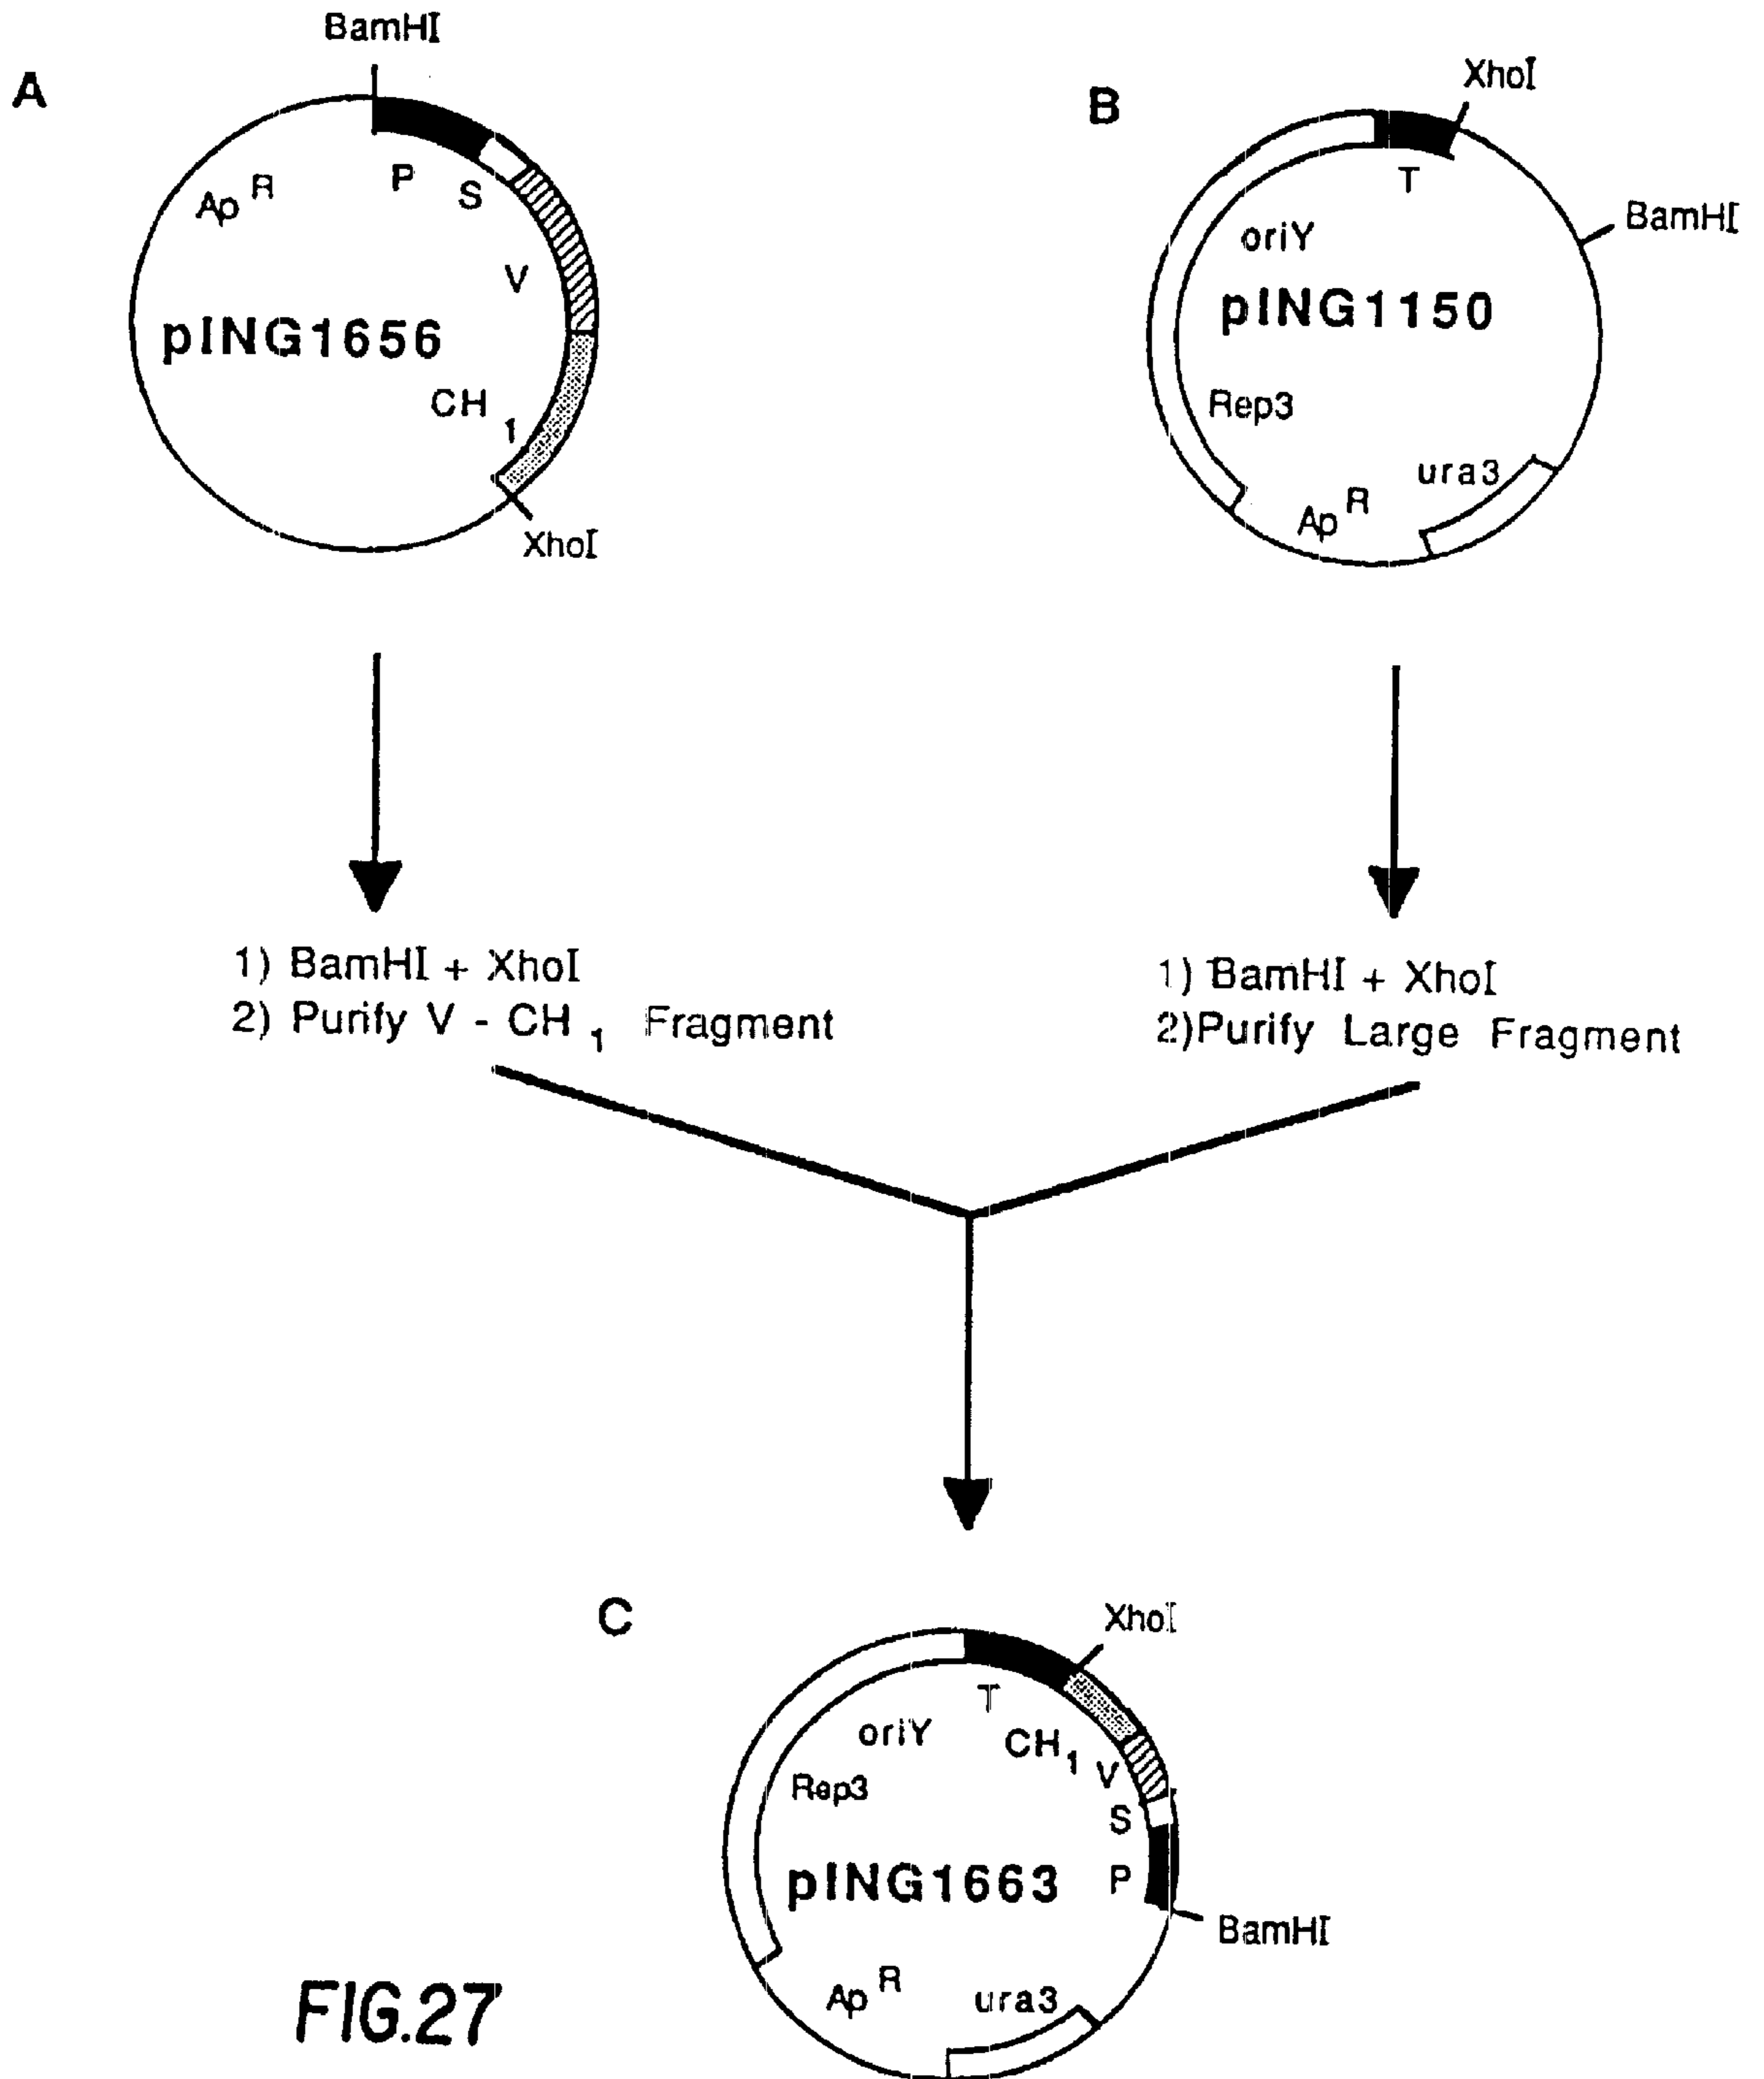 A
BamHI
Ap R
P
S
V
pING1656
CH 1
XhoI
B
XhoI
T
BamHI
oriY
pING1150
Rep3
ura3
Ap R
1) BamHI + XhoI
2) Purify V - CH 1 Fragment
1) BamHI + XhoI
2)Purify Large Fragment
C
XhoI
T
oriY
CH 1
V
Rep3
S
pING1663
P
BamHI
Ap R
ura3
FIG.27